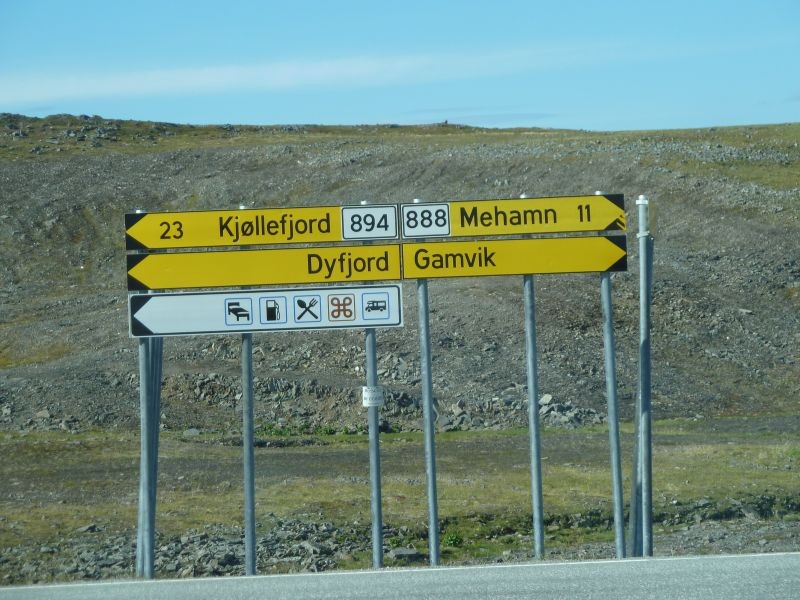 23 Kjøllefjord 894
888 Mehamn 11
Dyfjord
Gamvik